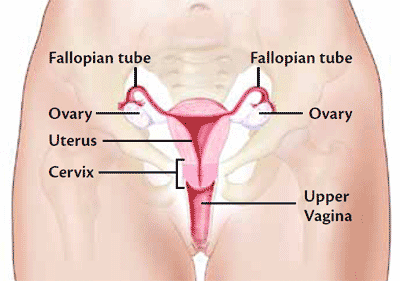 Fallopian tube
Fallopian tube
Ovary
Ovary
Uterus
Cervix
Upper
Vagina